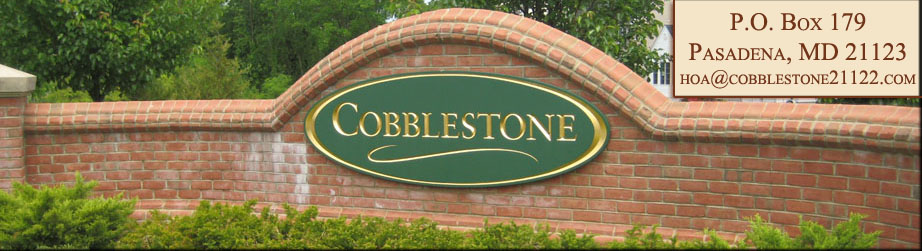 Cobblestone
P.O. Box 179
Pasadena, MD 21123
hoa@cobblestone21122.com